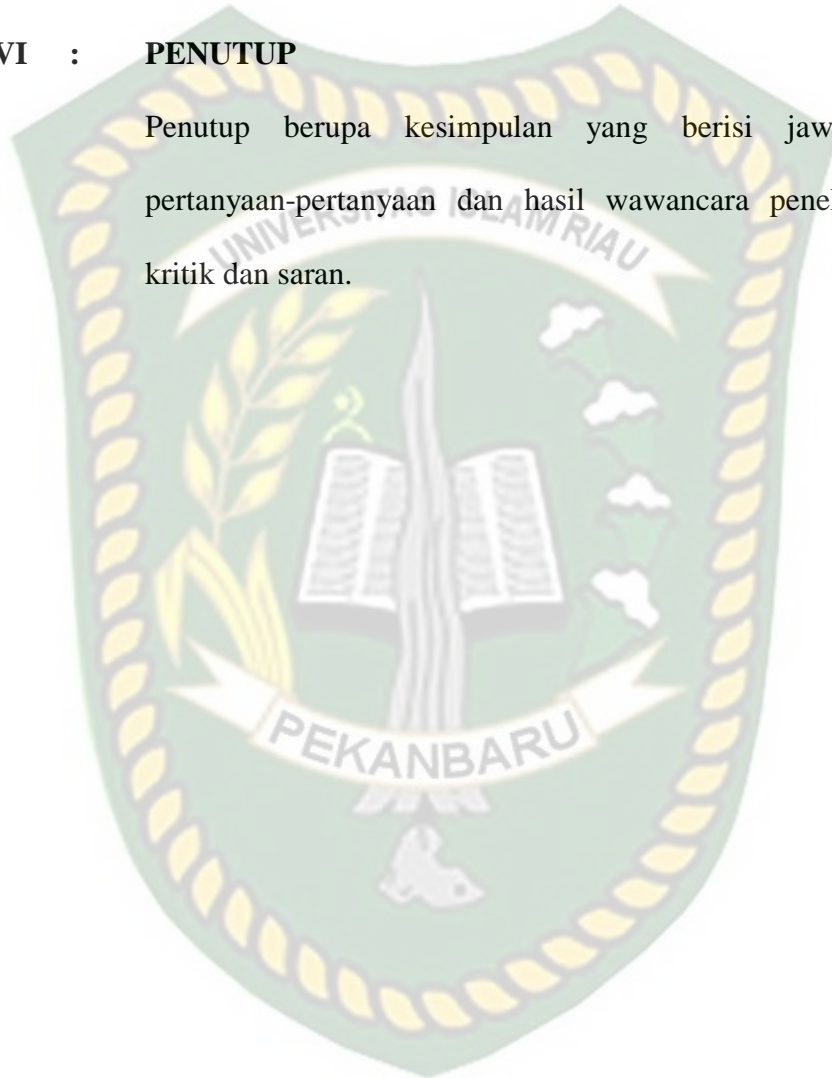 VI : PENUTUP
Penutup berupa kesimpulan yang berisi
pertanyaan-pertanyaan dan hasil wawancara
kritik dan saran.
UNIVERSITAS ISLAM RIAU
PEKANBARU